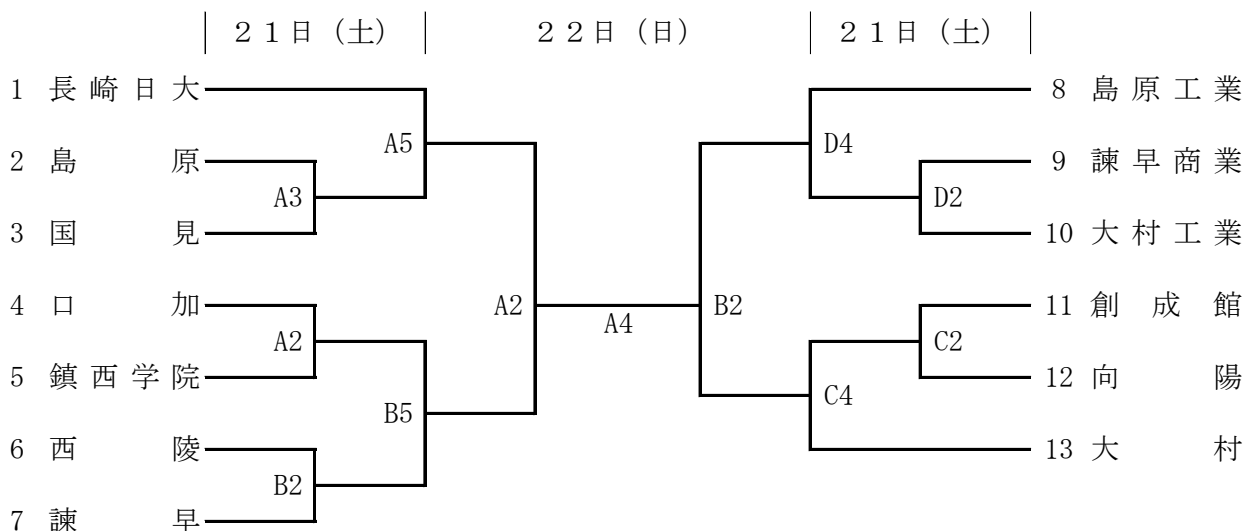 ２１日（土） ２２日（日） ２１日（土）
1 長崎日大 8 島原工業
A5 D4
2 島原 9 諫早商業
A3 D2
3 国見 10 大村工業
4 口加 A2 A4 B2 11 創成館
A2 C2
5 鎮西学院 12 向陽
B5 C4
6 西陵 13 大村
B2
7 諫早